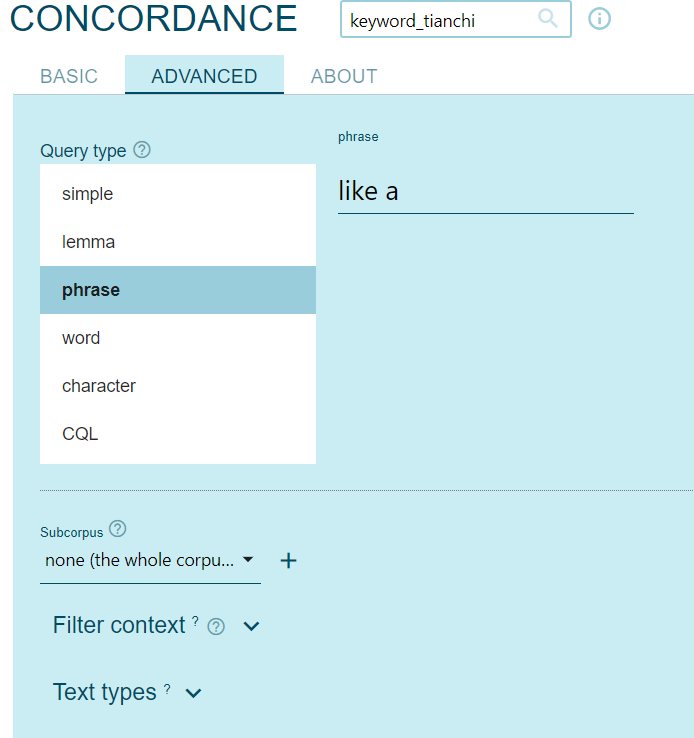 CONCORDANCE
keyword_tianchi
BASIC
ADVANCED
ABOUT
Query type ?
phrase
simple
like a
lemma
phrase
word
character
CQL
Subcorpus ?
none (the whole corpu...
+
Filter context ? ?
Text types ?